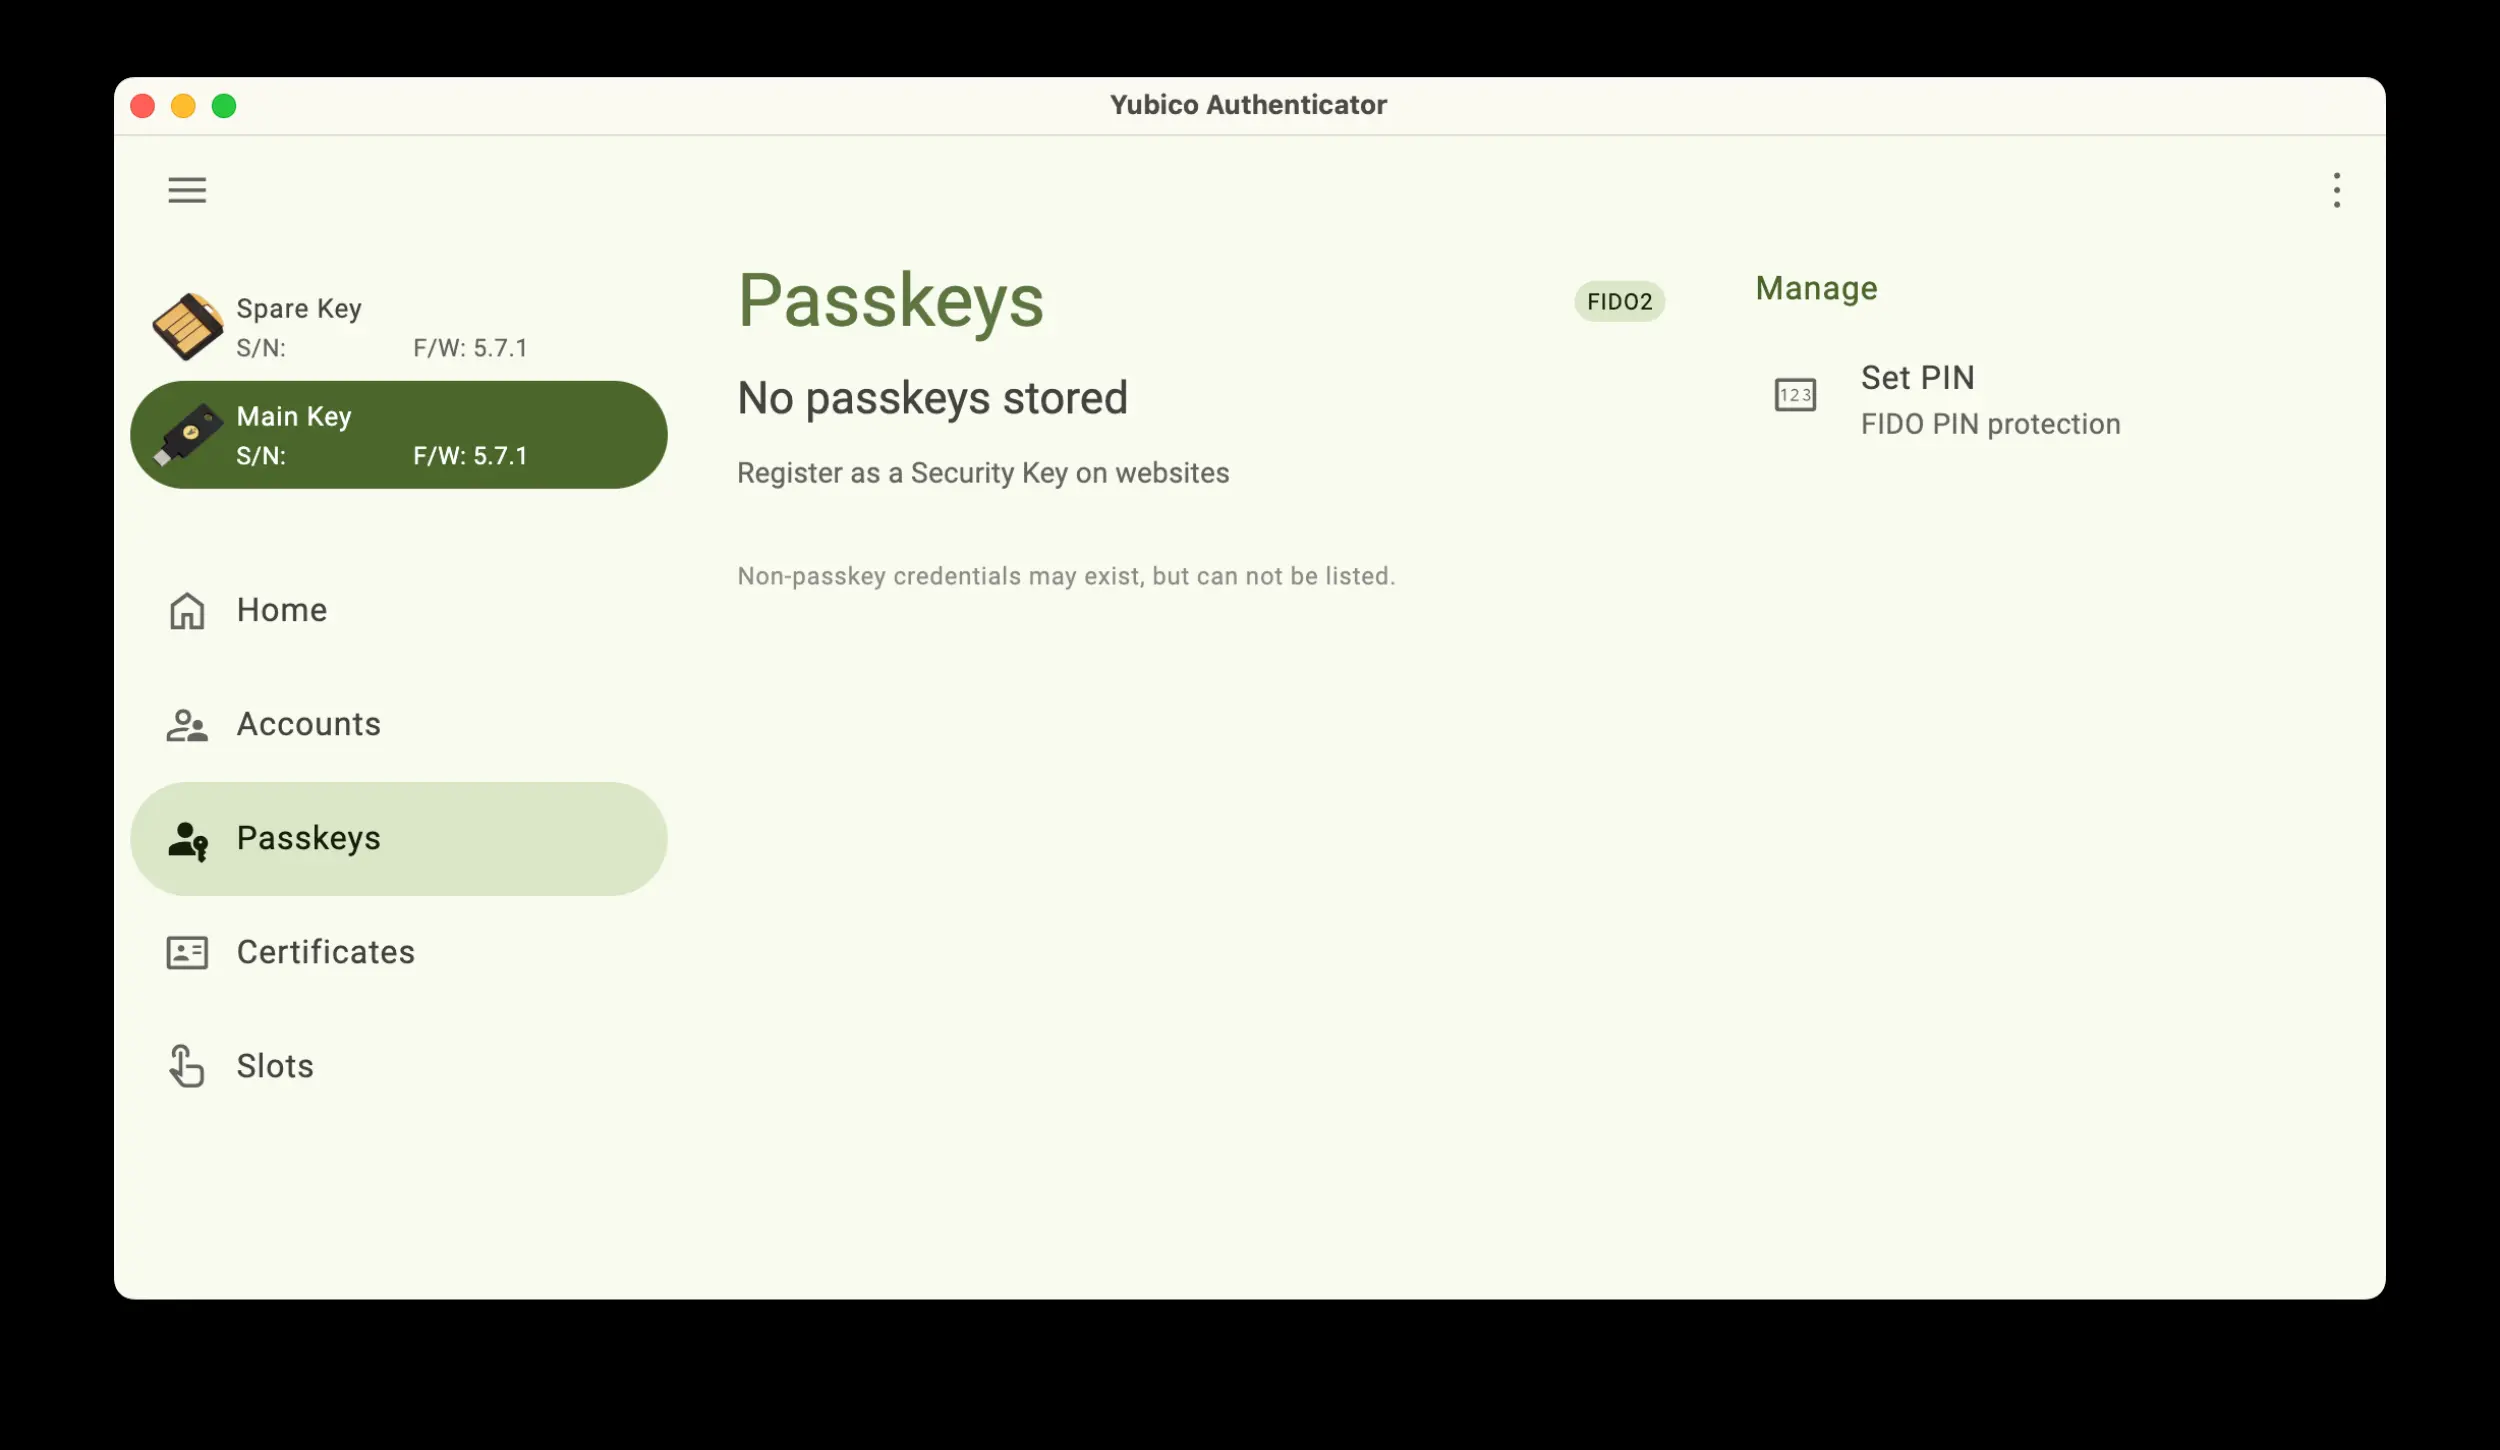 Yubico Authenticator
Spare Key
S/N: F/W: 5.7.1
Main Key
S/N: F/W: 5.7.1
Home
Accounts
Passkeys
Certificates
Slots
Passkeys
FIDO2
No passkeys stored
Register as a Security Key on websites
Non-passkey credentials may exist, but can not be listed.
Manage
123
Set PIN
FIDO PIN protection